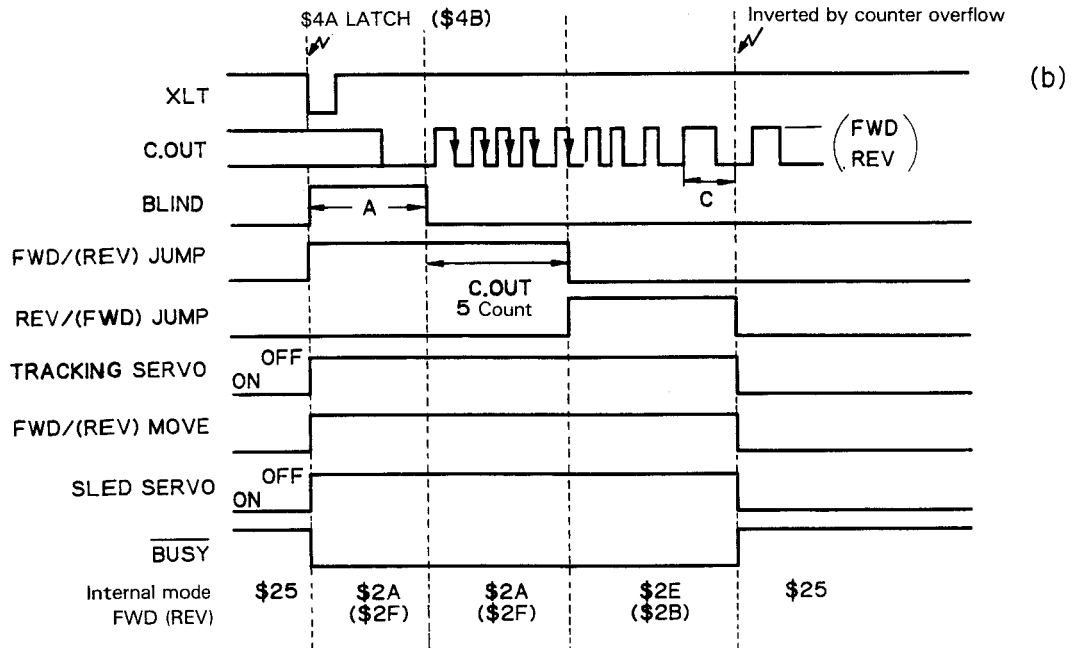 $4A LATCH ($4B)
Inverted by counter overflow
(b)
XLT
C.OUT
(FWD
REV)
BLIND
A
C
FWD/(REV) JUMP
C.OUT
5 Count
REV/(FWD) JUMP
TRACKING SERVO
OFF
ON
FWD/(REV) MOVE
SLED SERVO
OFF
ON
BUSY
Internal mode
FWD (REV)
$25
$2A
($2F)
$2A
($2F)
$2E
($2B)
$25